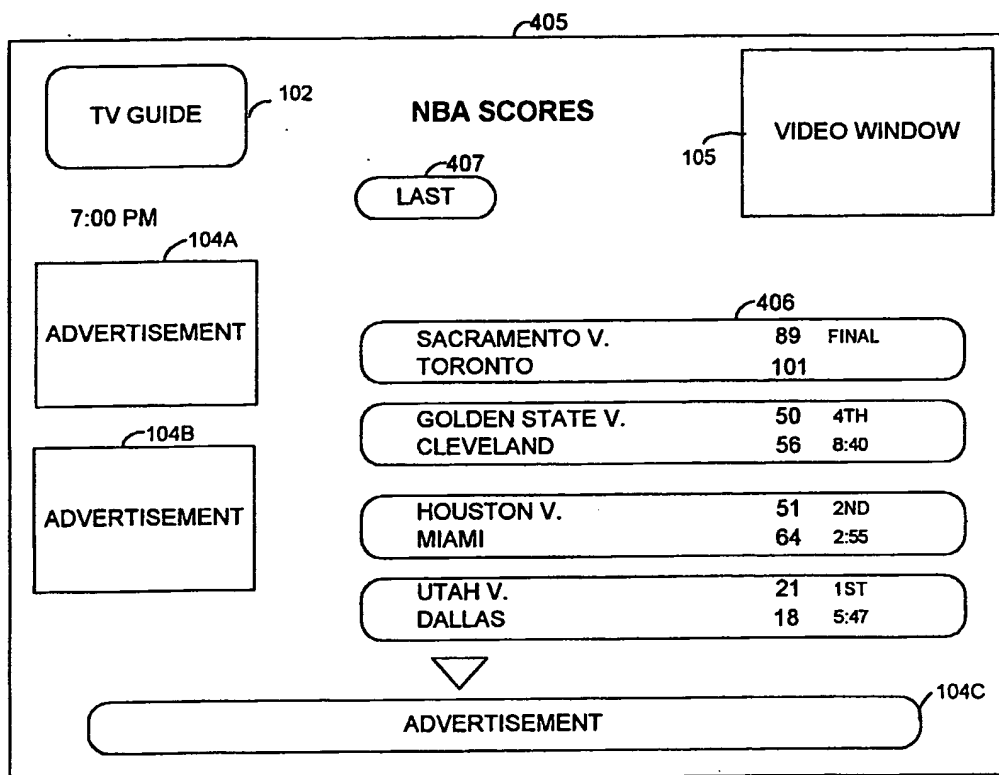 405
TV GUIDE
102
NBA SCORES
VIDEO WINDOW
105
407
LAST
7:00 PM
104A
ADVERTISEMENT
406
SACRAMENTO V. 89 FINAL
TORONTO 101
GOLDEN STATE V. 50 4TH
CLEVELAND 56 8:40
104B
ADVERTISEMENT
HOUSTON V. 51 2ND
MIAMI 64 2:55
UTAH V. 21 1ST
DALLAS 18 5:47
104C
ADVERTISEMENT